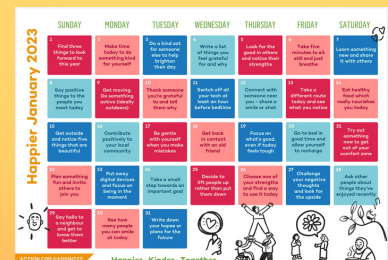 SUNDAY MONDAY TUESDAY WEDNESDAY THURSDAY FRIDAY SATURDAY
Happier January 2023
1 Find three
things to look
forward to
this year
2 Make time
today to do
something kind
for yourself
3 Do a kind act
for someone
else to help
brighten
their day
4 Write a list
of things you
feel grateful
for and why
5 Look for the
good in others
and notice their
strengths
6 Take five
minutes to sit
still and just
breathe
7 Learn something
new and share
it with others
8 Say positive
things to the
people you
meet today
9 Get moving. Do
something active
(ideally outdoors)
10 Thank someone
you're grateful
to and tell them
why
11 Switch off all
your tech at
least an hour
before bedtime
12 Connect with
someone near
you - share a
smile or chat
13 Take a
different route
today and see
what you notice
14 Eat healthy
food which
really nourishes
you today
15 Get outside
and notice five
things that are
beautiful
16 Contribute
positively to
your local
community
17 Be gentle
with yourself
when you make
mistakes
18 Get back
in contact
with an old
friend
19 Focus on
what's good,
even if today
feels tough
20 Go to bed in
good time and
allow yourself
to recharge
21 Try out
something
new to get
out of your
comfort zone
22 Plan something
fun and invite
others to
join you
23 Put away
digital devices
and focus on
being in the
moment
24 Take a small
step towards an
important goal
25 Decide to
lift people up
rather than put
them down
26 Choose one of
your strengths
and find a way
to use it today
27 Challenge
your negative
thoughts and
look for the
upside
28 Ask other
people about
things they've
enjoyed recently
29 Say hello to
a neighbour
and get to
know them
better
30 See how
many people
you can smile
at today
31 Write down
your hopes or
plans for the
future
ACTION FOR HAPPINESS
Happier · Kinder · Together